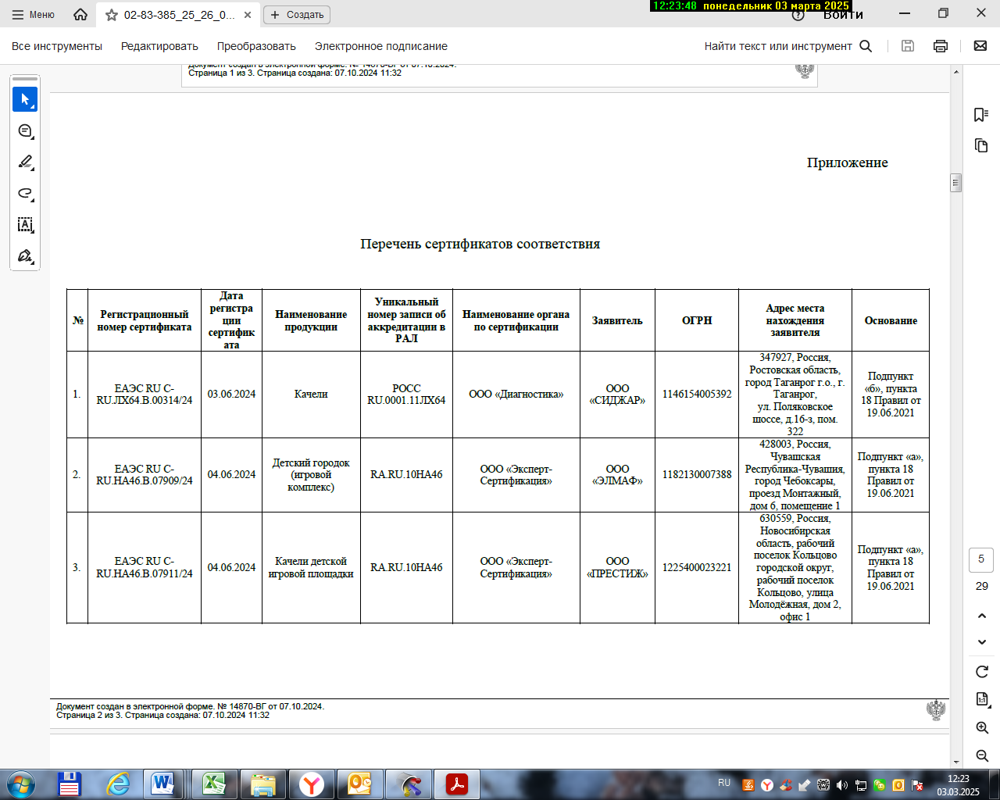 12:23:48 понедельник 03 марта 2025
Меню
02-83-385_25_26_0...
Создать
Войти
Все инструменты
Редактировать
Преобразовать
Электронное подписание
Найти текст или инструмент
Документ создан в электронной форме. № 14870-ВГ от 07.10.2024.
Страница 1 из 3. Страница создана: 07.10.2024 11:32
Приложение
Перечень сертификатов соответствия
№
Регистрационный
номер сертификата
Дата
регистра
ции
сертифик
ата
Наименование
продукции
Уникальный
номер записи об
аккредитации в
РАЛ
Наименование органа
по сертификации
Заявитель
ОГРН
Адрес места
нахождения
заявителя
Основание
1.
ЕАЭС RU С-
RU.ЛХ64.В.00314/24
03.06.2024
Качели
РОСС
RU.0001.11ЛХ64
ООО «Диагностика»
ООО
«СИДЖАР»
1146154005392
347927, Россия,
Ростовская область,
город Таганрог г.о., г.
Таганрог,
ул. Поляковское
шоссе, д.16-з, пом.
322
Подпункт
«б», пункта
18 Правил от
19.06.2021
2.
ЕАЭС RU С-
RU.НА46.В.07909/24
04.06.2024
Детский городок
(игровой
комплекс)
RA.RU.10НА46
ООО «Эксперт-
Сертификация»
ООО
«ЭЛМАФ»
1182130007388
428003, Россия,
Чувашская
Республика-Чувашия,
город Чебоксары,
проезд Монтажный,
дом 6, помещение 1
Подпункт «а»,
пункта 18
Правил от
19.06.2021
3.
ЕАЭС RU С-
RU.НА46.В.07911/24
04.06.2024
Качели детской
игровой площадки
RA.RU.10НА46
ООО «Эксперт-
Сертификация»
ООО
«ПРЕСТИЖ»
1225400023221
630559, Россия,
Новосибирская
область, рабочий
поселок Кольцово
городской округ,
рабочий поселок
Кольцово, улица
Молодёжная, дом 2,
офис 1
Подпункт «а»,
пункта 18
Правил от
19.06.2021
Документ создан в электронной форме. № 14870-ВГ от 07.10.2024.
Страница 2 из 3. Страница создана: 07.10.2024 11:32
5
29
1:1
RU
12:23
03.03.2025